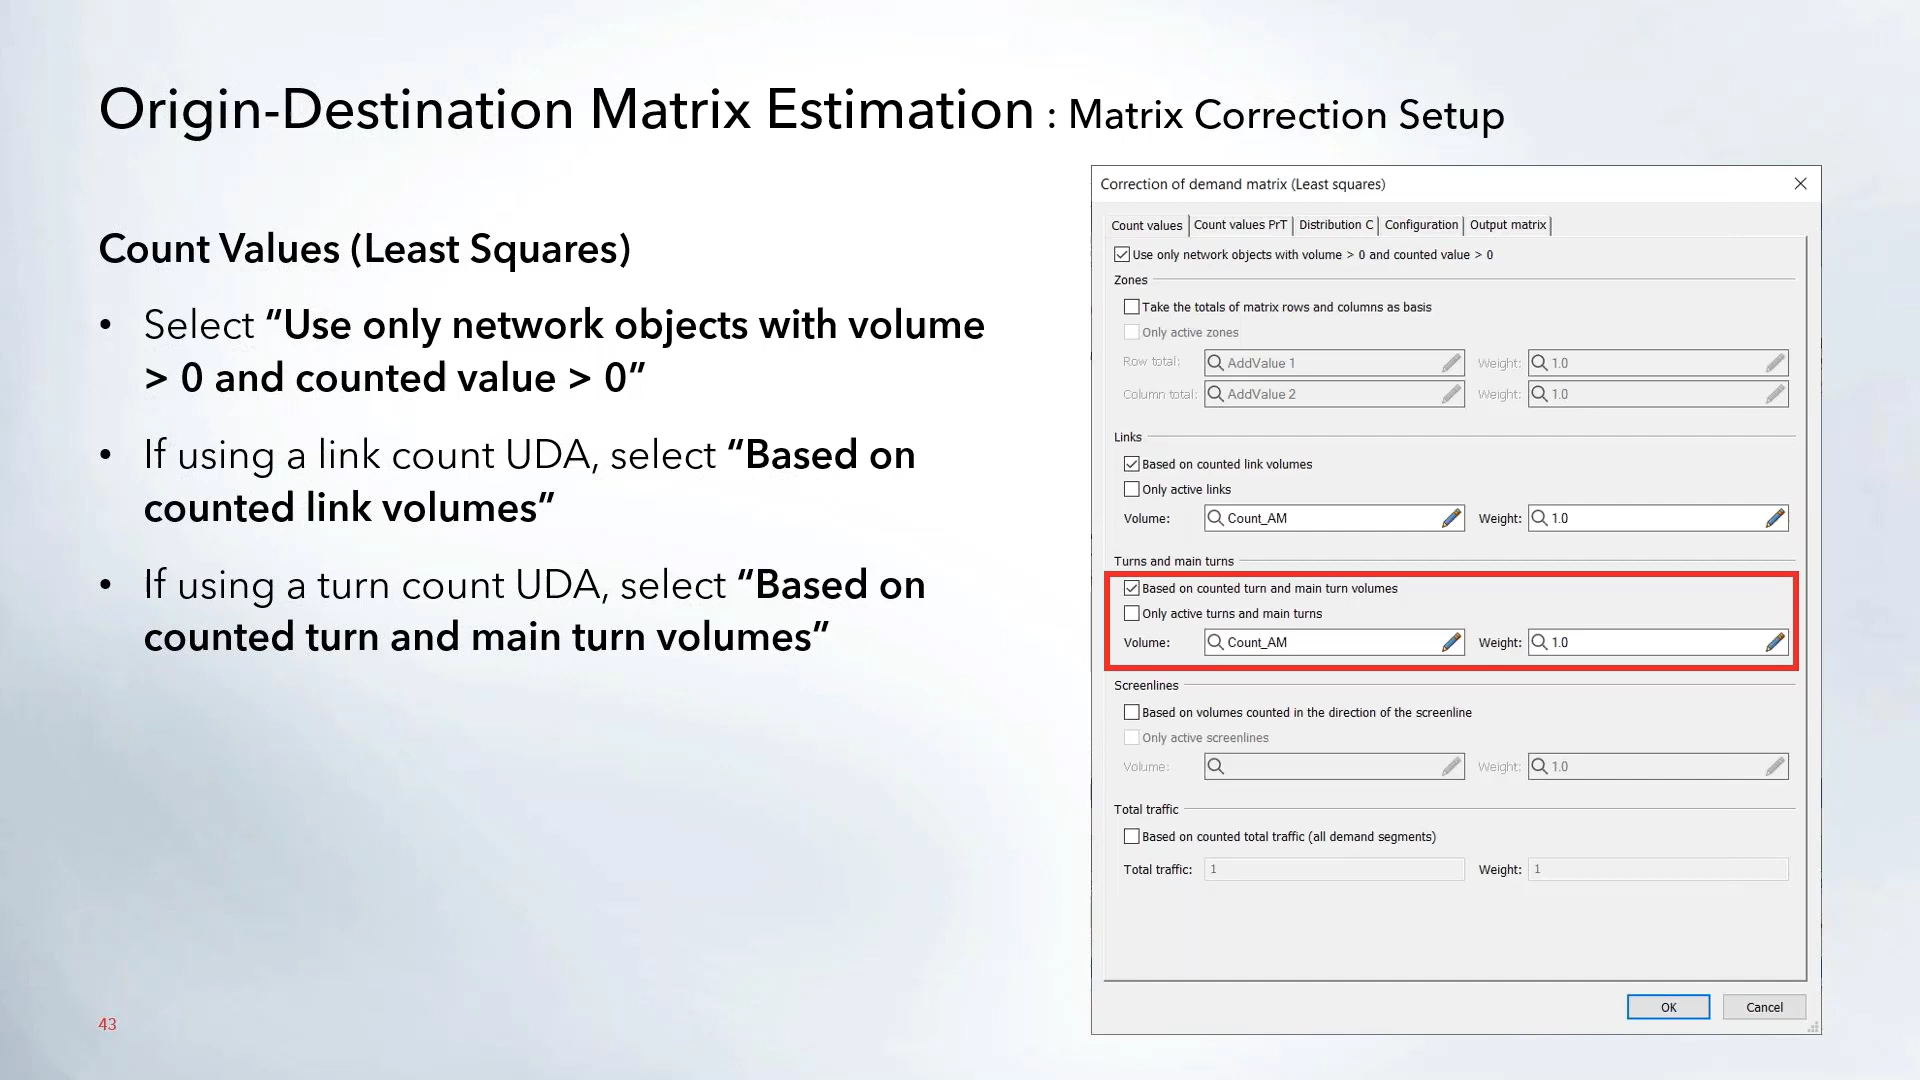 Origin-Destination Matrix Estimation : Matrix Correction Setup
Count Values (Least Squares)
• Select “Use only network objects with volume
> 0 and counted value > 0”
• If using a link count UDA, select “Based on
counted link volumes”
• If using a turn count UDA, select “Based on
counted turn and main turn volumes”
43
Correction of demand matrix (Least squares)
Count values Count values PrT Distribution C Configuration Output matrix
Use only network objects with volume > 0 and counted value > 0
Zones
Take the totals of matrix rows and columns as basis
Only active zones
Row total: AddValue 1 Weight: 1.0
Column total: AddValue 2 Weight: 1.0
Links
Based on counted link volumes
Only active links
Volume: Count_AM Weight: 1.0
Turns and main turns
Based on counted turn and main turn volumes
Only active turns and main turns
Volume: Count_AM Weight: 1.0
Screenlines
Based on volumes counted in the direction of the screenline
Only active screenlines
Volume: Weight: 1.0
Total traffic
Based on counted total traffic (all demand segments)
Total traffic: 1 Weight: 1
OK Cancel